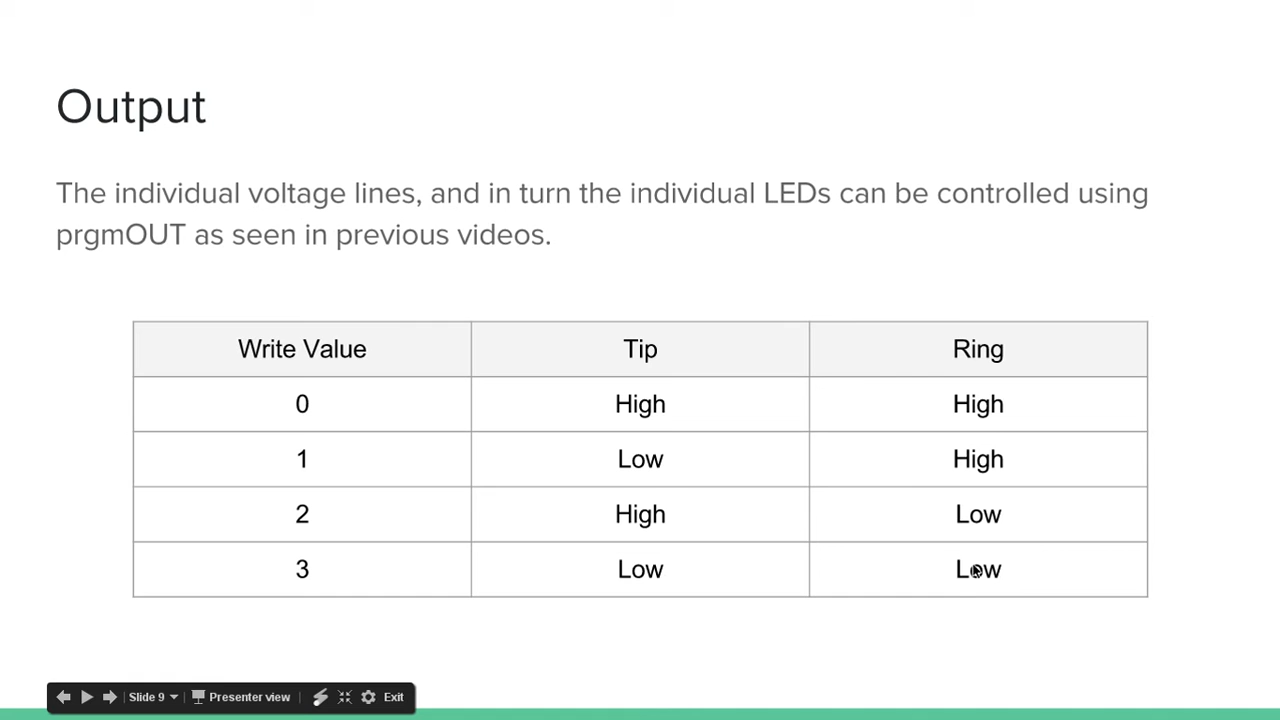 Output
The individual voltage lines, and in turn the individual LEDs can be controlled using
prgmOUT as seen in previous videos.
Write Value Tip Ring
0 High High
1 Low High
2 High Low
3 Low Low
Slide 9 Presenter view Exit